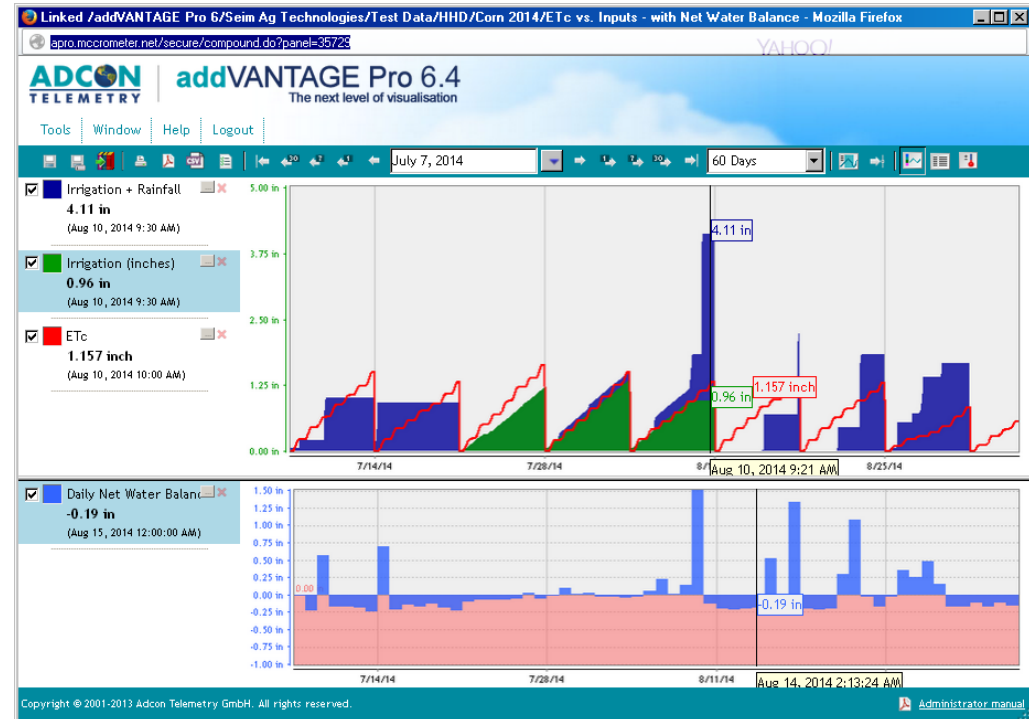 Linked /addVANTAGE Pro 6/Seim Ag Technologies/Test Data/HHD/Corn 2014/ETc vs. Inputs - with Net Water Balance - Mozilla Firefox
apro.mccrometer.net/secure/compound.do?panel=35729
YAHOO!
ADCON TELEMETRY
addVANTAGE Pro 6.4
The next level of visualisation
Tools Window Help Logout
July 7, 2014
60 Days
Irrigation + Rainfall
4.11 in
(Aug 10, 2014 9:30 AM)
Irrigation (inches)
0.96 in
(Aug 10, 2014 9:30 AM)
ETc
1.157 inch
(Aug 10, 2014 10:00 AM)
5.00 in
3.75 in
2.50 in
1.25 in
0.00 in
4.11 in
0.96 in
1.157 inch
7/14/14 7/28/14 8/1 8/25/14
Aug 10, 2014 9:21 AM
Daily Net Water Balanc
-0.19 in
(Aug 15, 2014 12:00:00 AM)
1.50 in
1.25 in
1.00 in
0.75 in
0.50 in
0.25 in
0.00 in
-0.25 in
-0.50 in
-0.75 in
-1.00 in
0.00
-0.19 in
7/14/14 7/28/14 8/11/14
Aug 14, 2014 2:13:24 AM
Copyright © 2001-2013 Adcon Telemetry GmbH. All rights reserved.
Administrator manual